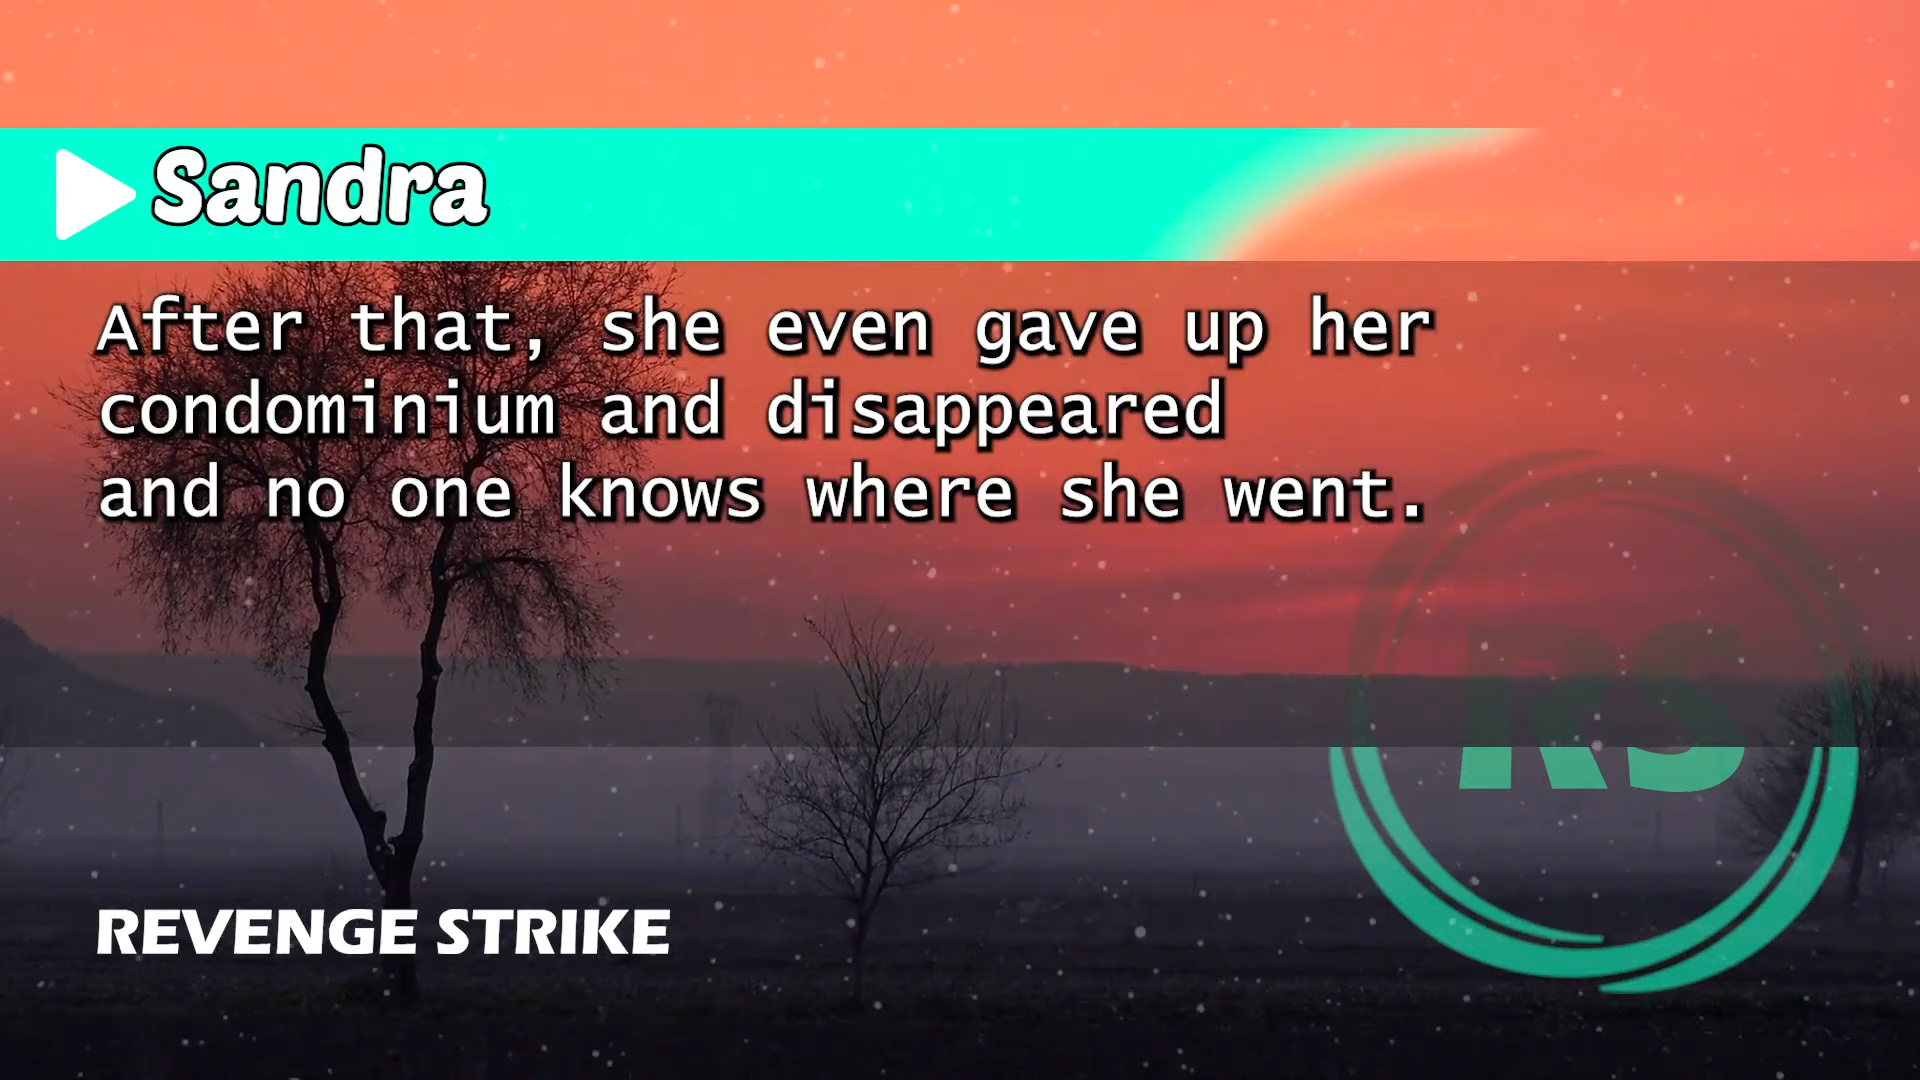 Sandra
After that, she even gave up her
condominium and disappeared
and no one knows where she went.
RS
REVENGE STRIKE